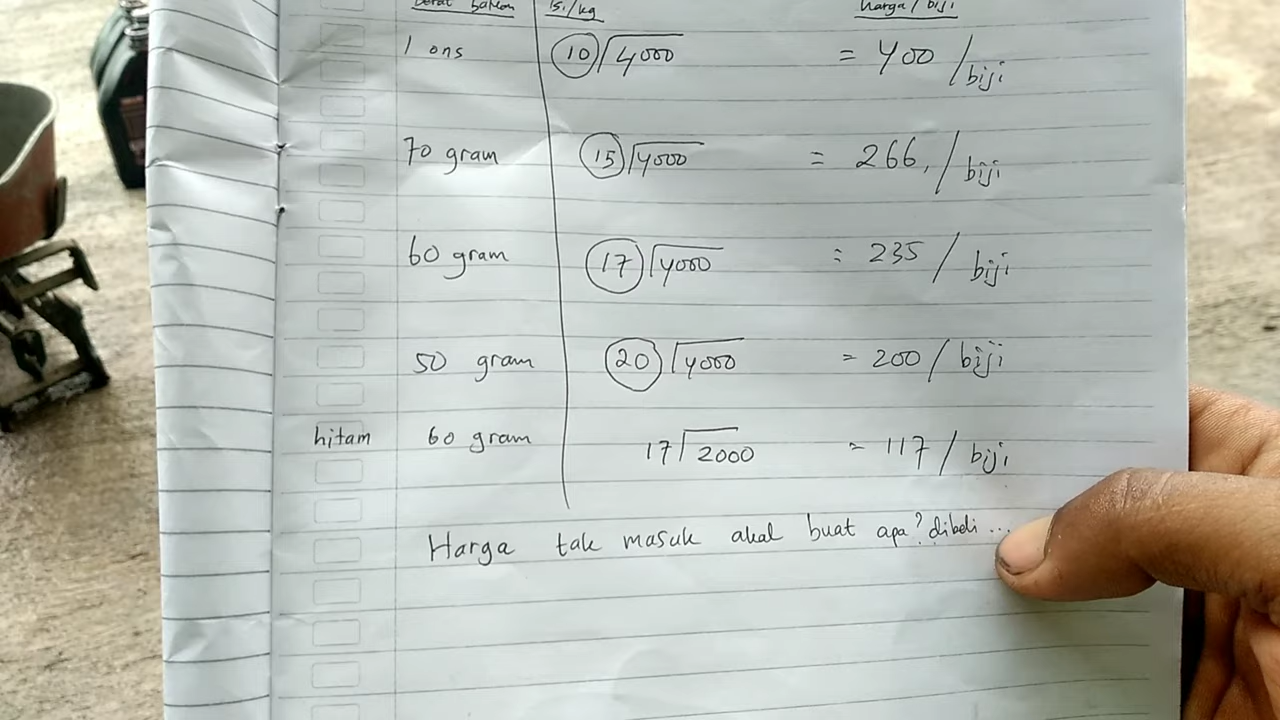 Berat bahan isi/kg harga/biji
1 ons 10 4000 = 400 / biji
70 gram 15 4000 = 266, / biji
60 gram 17 4000 = 235 / biji
50 gram 20 4000 = 200 / biji
hitam 60 gram 17 2000 = 117 / biji
Harga tak masuk akal buat apa? dibeli ...